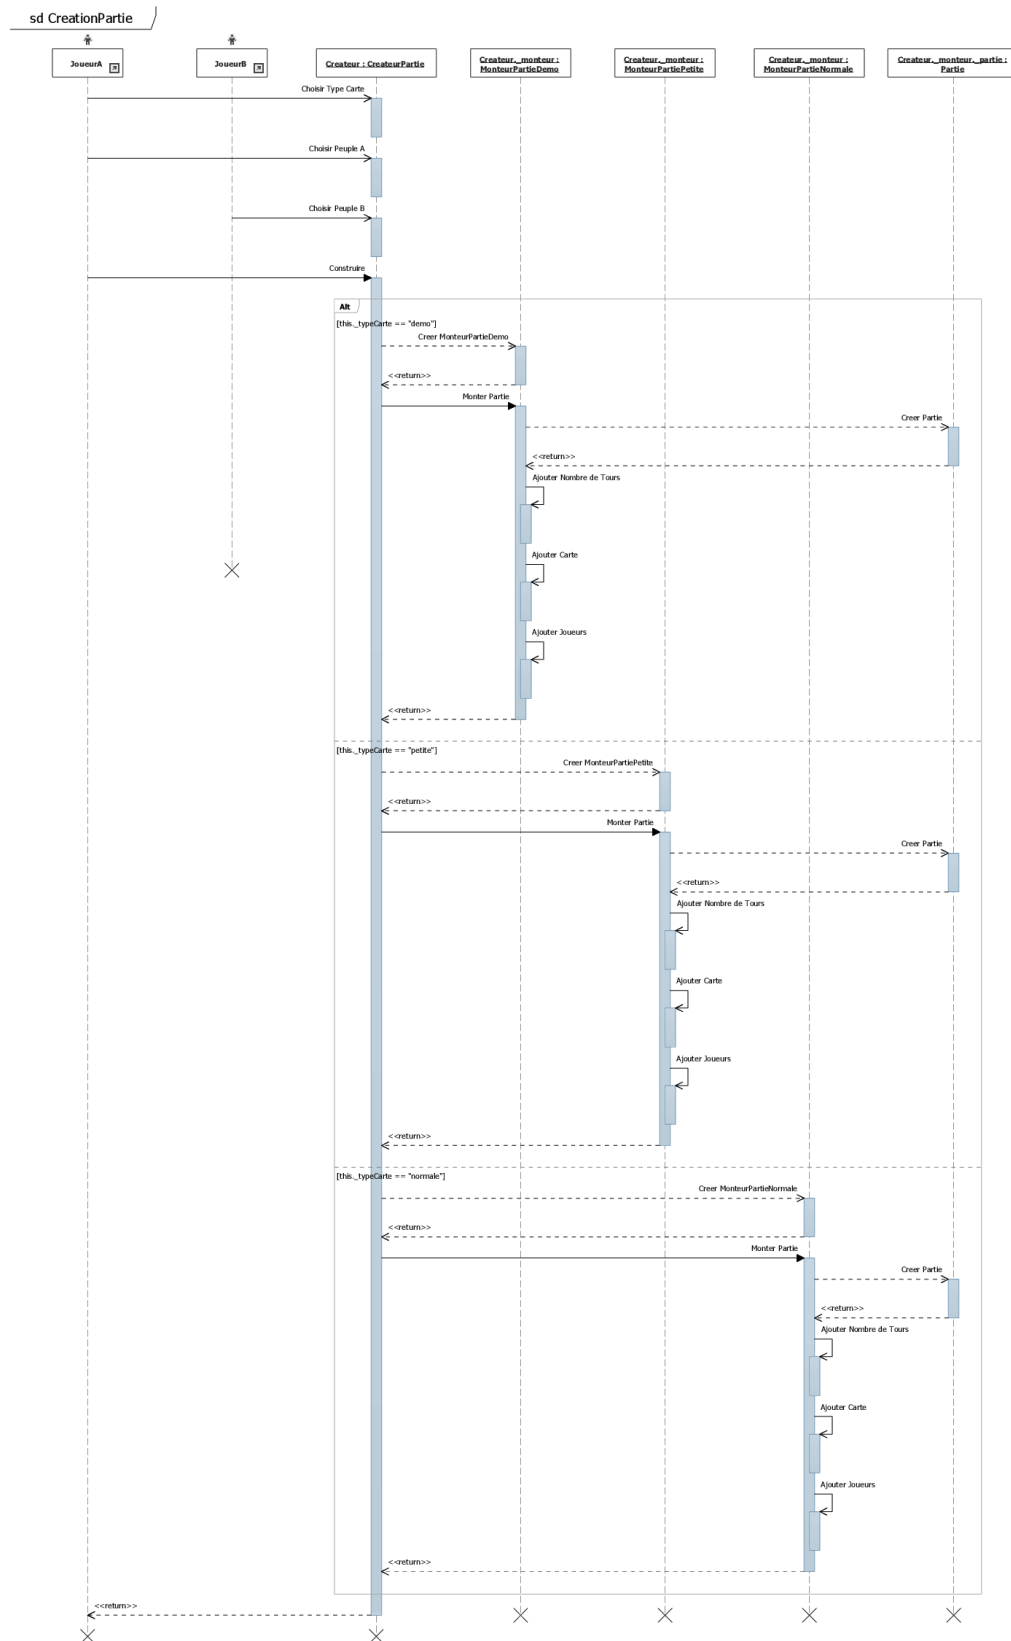 sd CreationPartie
JoueurA
JoueurB
Createur : CreateurPartie
Createur._monteur :
MonteurPartieDemo
Createur._monteur :
MonteurPartiePetite
Createur._monteur :
MonteurPartieNormale
Createur._monteur._partie :
Partie
Choisir Type Carte
Choisir Peuple A
Choisir Peuple B
Construire
Alt
[this._typeCarte == "demo"]
Creer MonteurPartieDemo
<<return>>
Monter Partie
Creer Partie
<<return>>
Ajouter Nombre de Tours
Ajouter Carte
Ajouter Joueurs
<<return>>
[this._typeCarte == "petite"]
Creer MonteurPartiePetite
<<return>>
Monter Partie
Creer Partie
<<return>>
Ajouter Nombre de Tours
Ajouter Carte
Ajouter Joueurs
<<return>>
[this._typeCarte == "normale"]
Creer MonteurPartieNormale
<<return>>
Monter Partie
Creer Partie
<<return>>
Ajouter Nombre de Tours
Ajouter Carte
Ajouter Joueurs
<<return>>
<<return>>